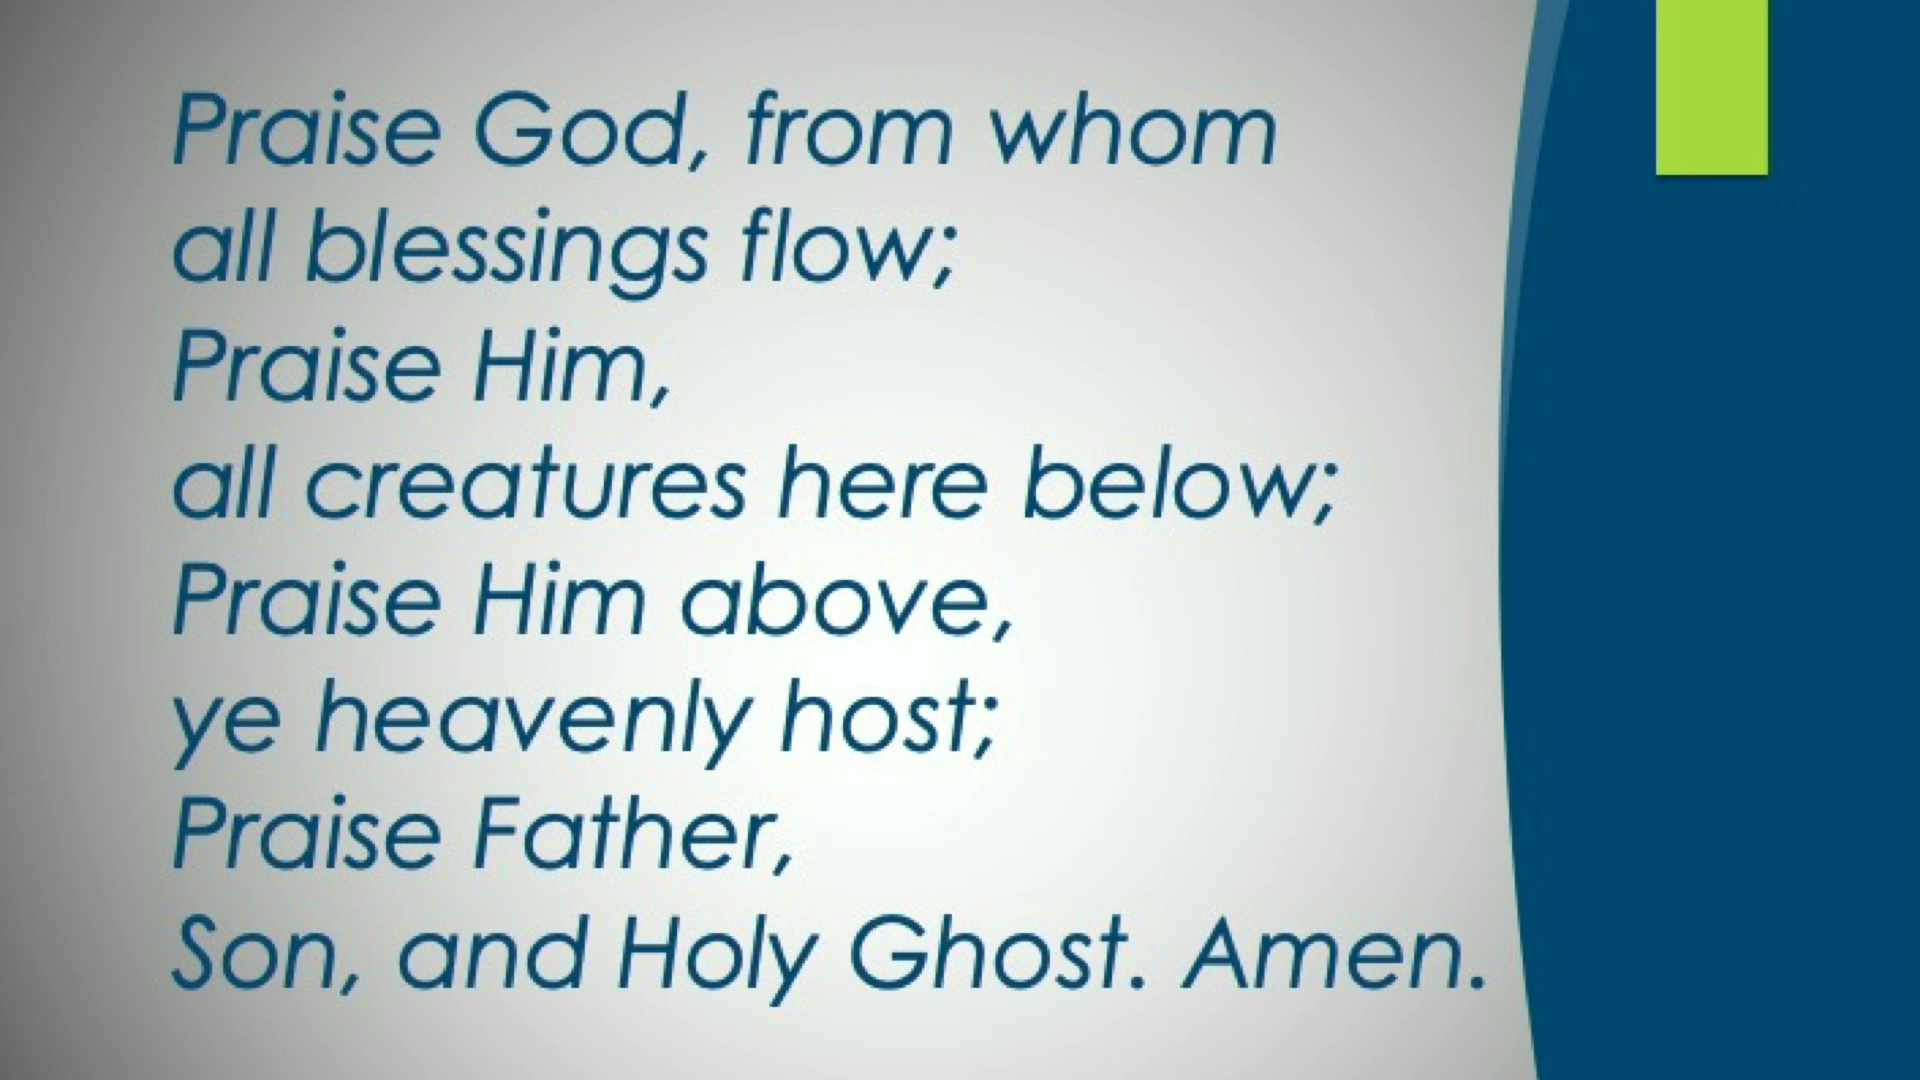 Praise God, from whom
all blessings flow;
Praise Him,
all creatures here below;
Praise Him above,
ye heavenly host;
Praise Father,
Son, and Holy Ghost. Amen.